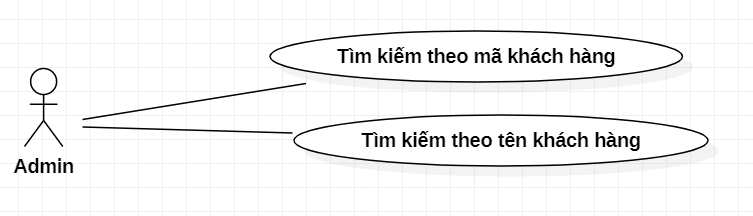 Tìm kiếm theo mã khách hàng
Tìm kiếm theo tên khách hàng
Admin